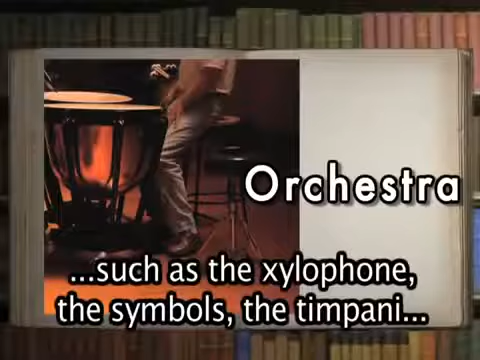 Orchestra
...such as the xylophone,
the symbols, the timpani...